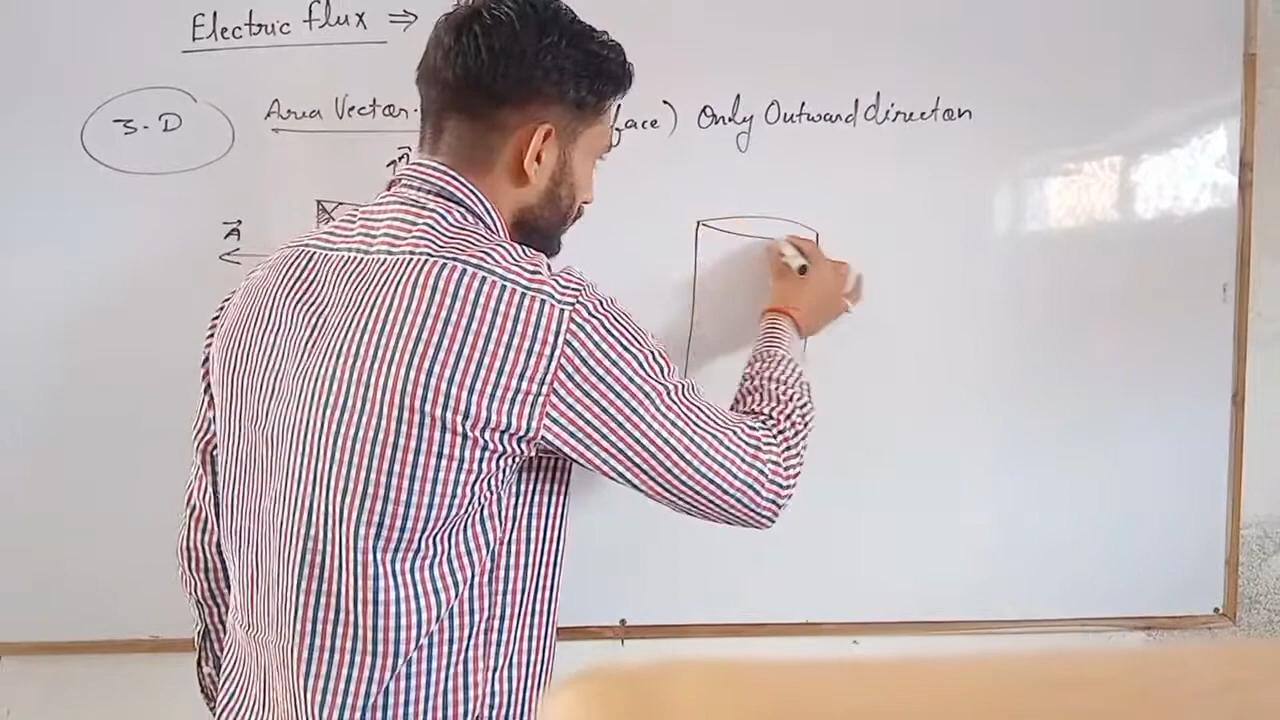 Electric flux ⇒
3-D Area Vector. face) Only Outward directon
A⃗